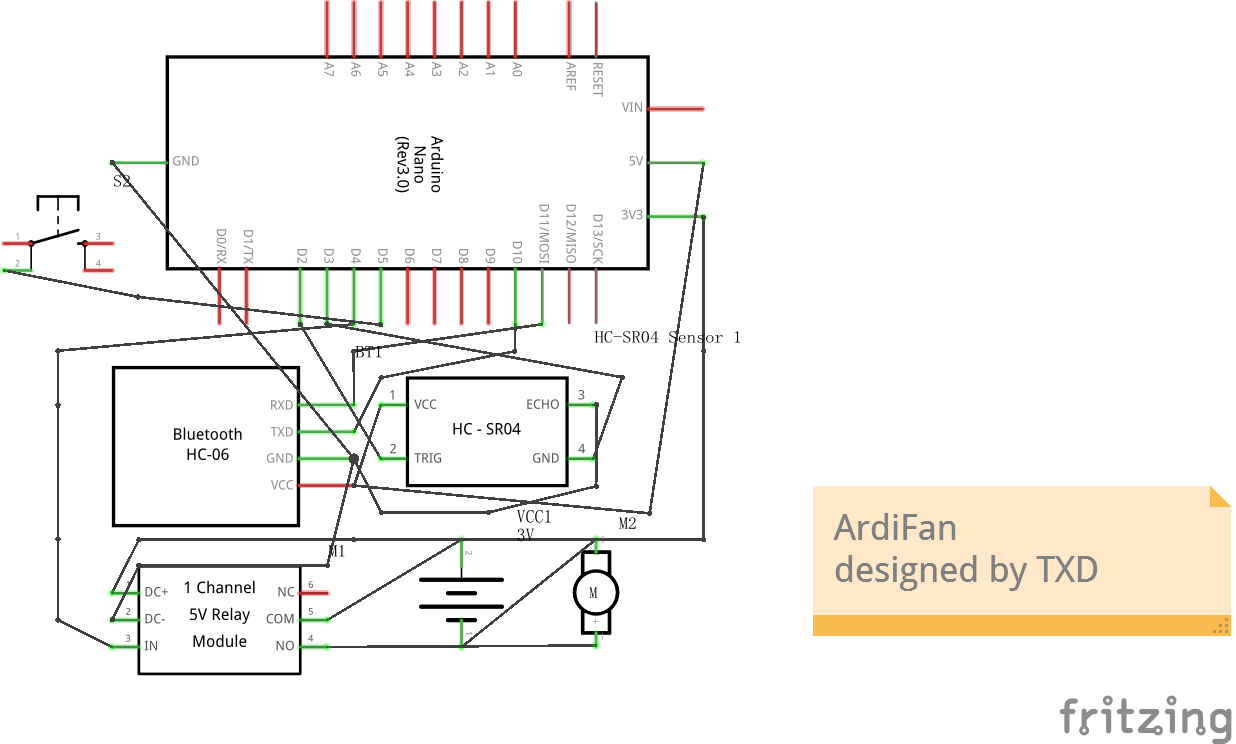 A7 A6 A5 A4 A3 A2 A1 A0 AREF RESET
VIN
5V
3V3
GND
Arduino
Nano
(Rev3.0)
D0/RX D1/TX D2 D3 D4 D5 D6 D7 D8 D9 D10 D11/MOSI D12/MISO D13/SCK
S2
1 3
2 4
HC-SR04 Sensor 1
BT1
Bluetooth
HC-06
RXD
TXD
GND
VCC
1 VCC ECHO 3
HC - SR04
2 TRIG GND 4
VCC1
3V
M2
M1
1 Channel
5V Relay
Module
DC+ NC 6
2 DC- COM 5
3 IN NO 4
2
1
M
+
ArdiFan
designed by TXD
fritzing